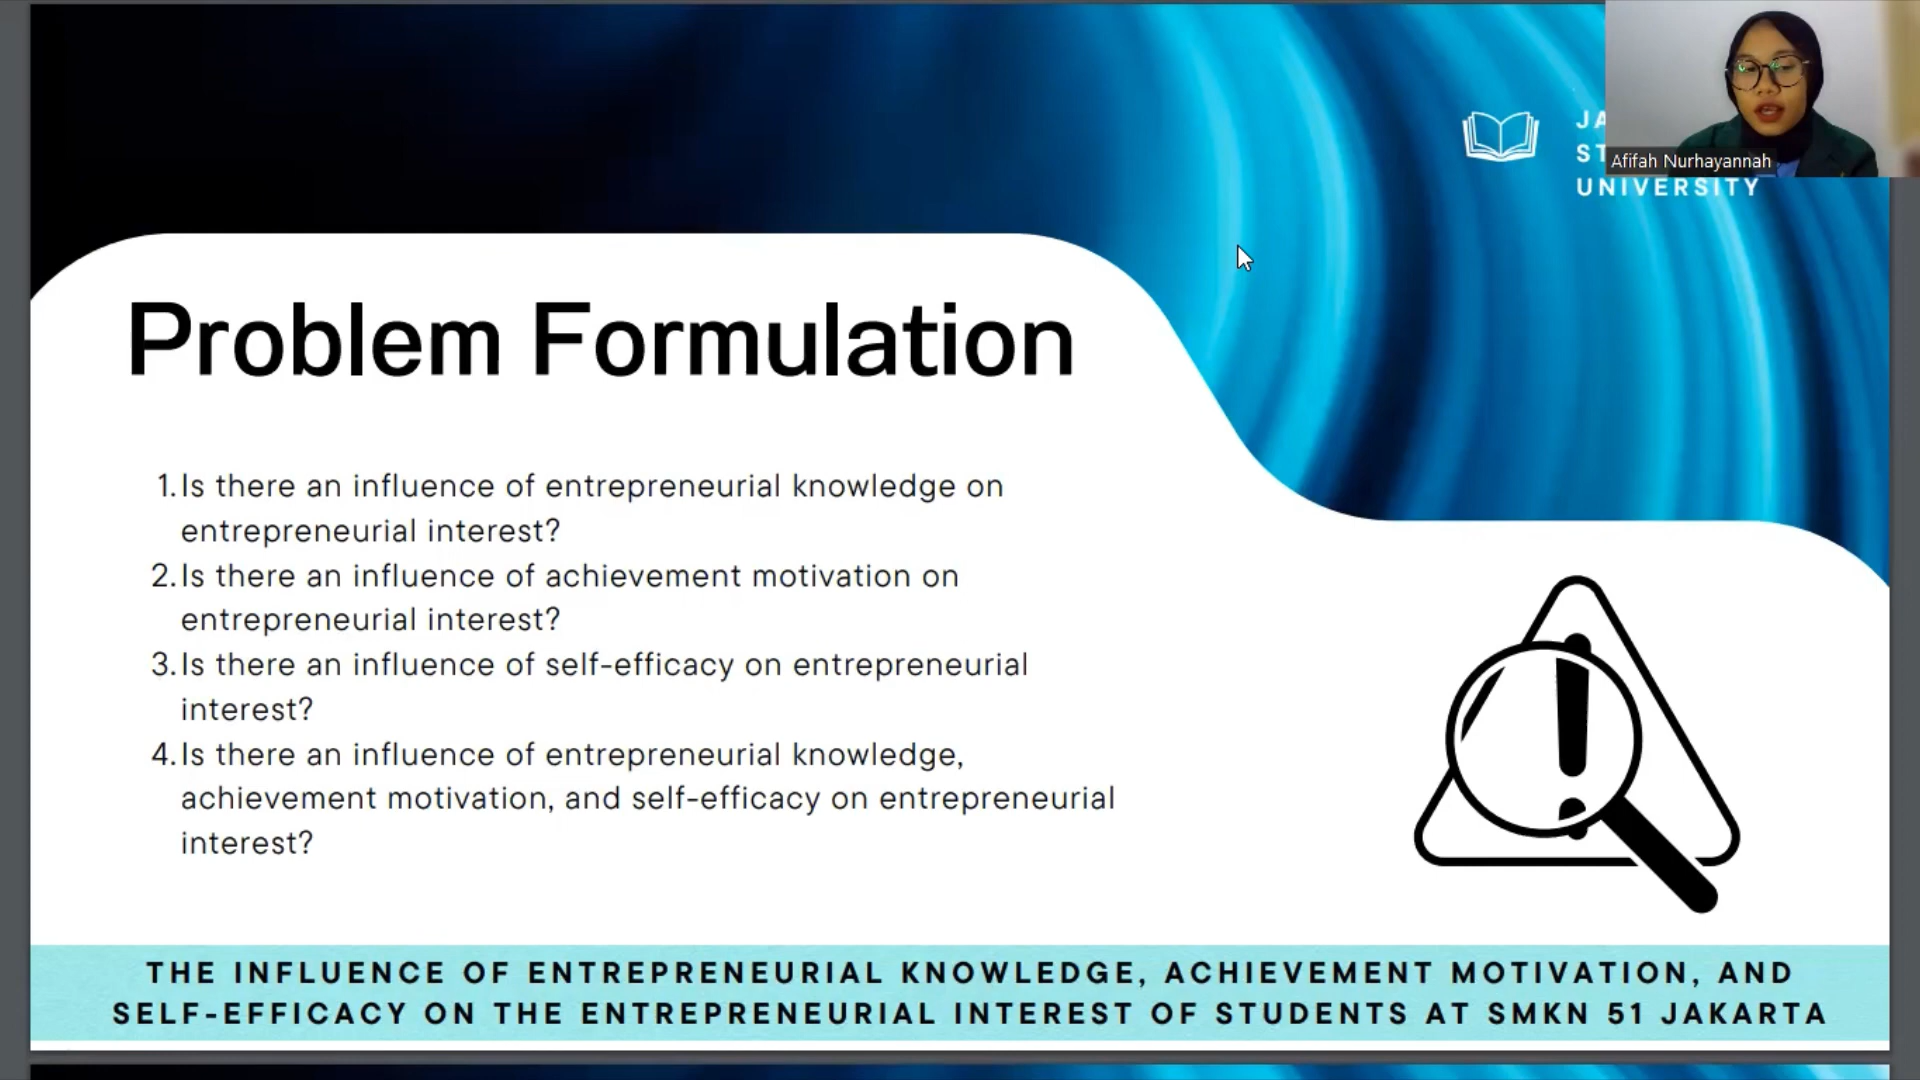 JA
ST
UNIVERSITY
Afifah Nurhayannah
Problem Formulation
1. Is there an influence of entrepreneurial knowledge on
entrepreneurial interest?
2. Is there an influence of achievement motivation on
entrepreneurial interest?
3. Is there an influence of self-efficacy on entrepreneurial
interest?
4. Is there an influence of entrepreneurial knowledge,
achievement motivation, and self-efficacy on entrepreneurial
interest?
THE INFLUENCE OF ENTREPRENEURIAL KNOWLEDGE, ACHIEVEMENT MOTIVATION, AND
SELF-EFFICACY ON THE ENTREPRENEURIAL INTEREST OF STUDENTS AT SMKN 51 JAKARTA